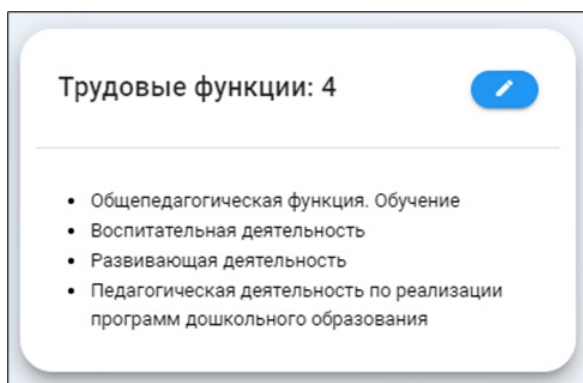 Трудовые функции: 4
Общепедагогическая функция. Обучение
Воспитательная деятельность
Развивающая деятельность
Педагогическая деятельность по реализации
программ дошкольного образования